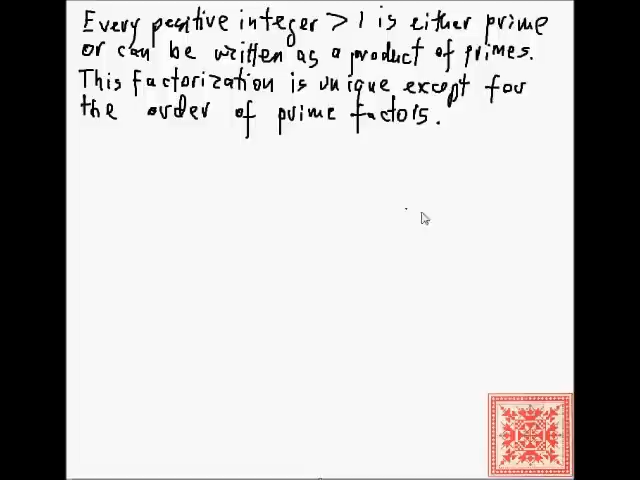 Every positive integer > 1 is either prime
or can be written as a product of primes.
This factorization is unique except for
the order of prime factors.